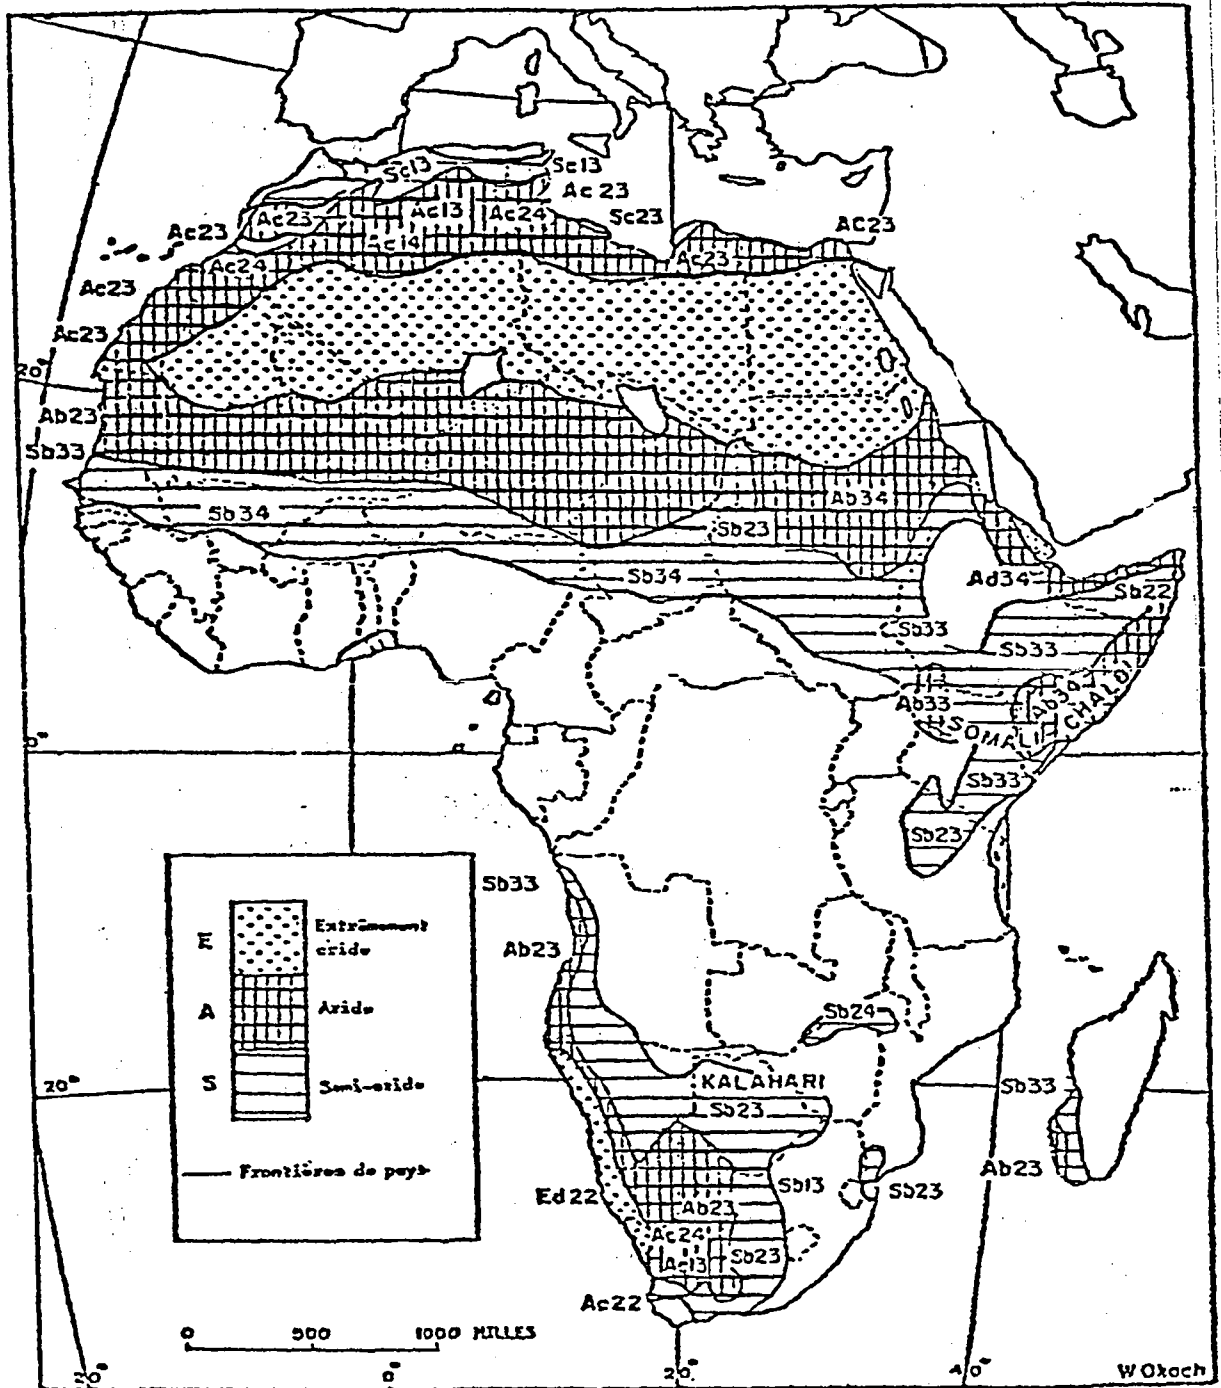 Sc13
Sc13
Ac 23
Ac23
Ac13
Ac24
Sc23
AC23
Ac23
Ac14
Ac23
Ac24
Ac23
Ac23
20°
Ab23
Sb33
Ab34
Sb34
Sb23
Sb34
Ad34
Sb22
Sb33
Sb33
Ab34
CHALBI
Ab33
SOMALI
0°
Sb33
Sb23
Sb33
E
Extrêmement
aride
Ab23
A
Aride
Sb24
S
Semi-aride
20°
KALAHARI
Sb33
Sb23
Frontières de pays
Ab23
Sb13
Sb23
Ed22
Ab23
Ac24
Sb23
Ac13
Ac22
0 500 1000 MILLES
20° 0° 20° 40°
W Okoch